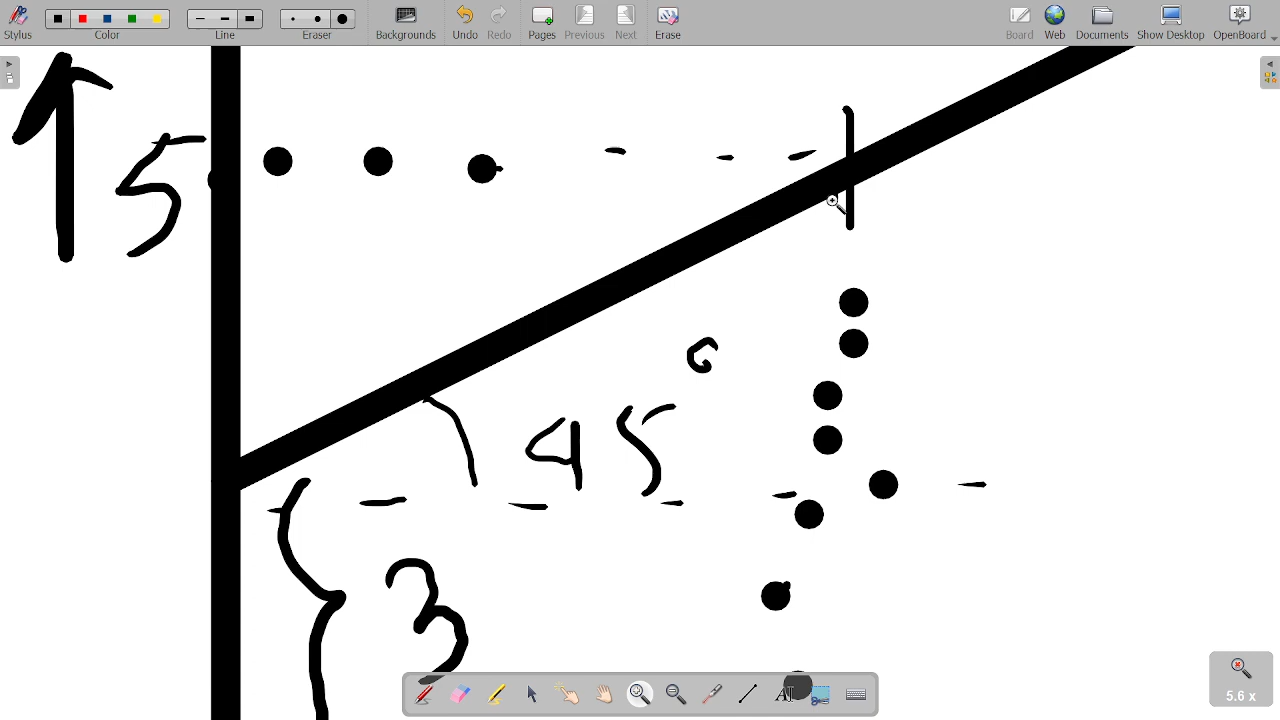 Stylus Color Line Eraser Backgrounds Undo Redo Pages Previous Next Erase Board Web Documents Show Desktop OpenBoard
5
45°
3
5.6 x